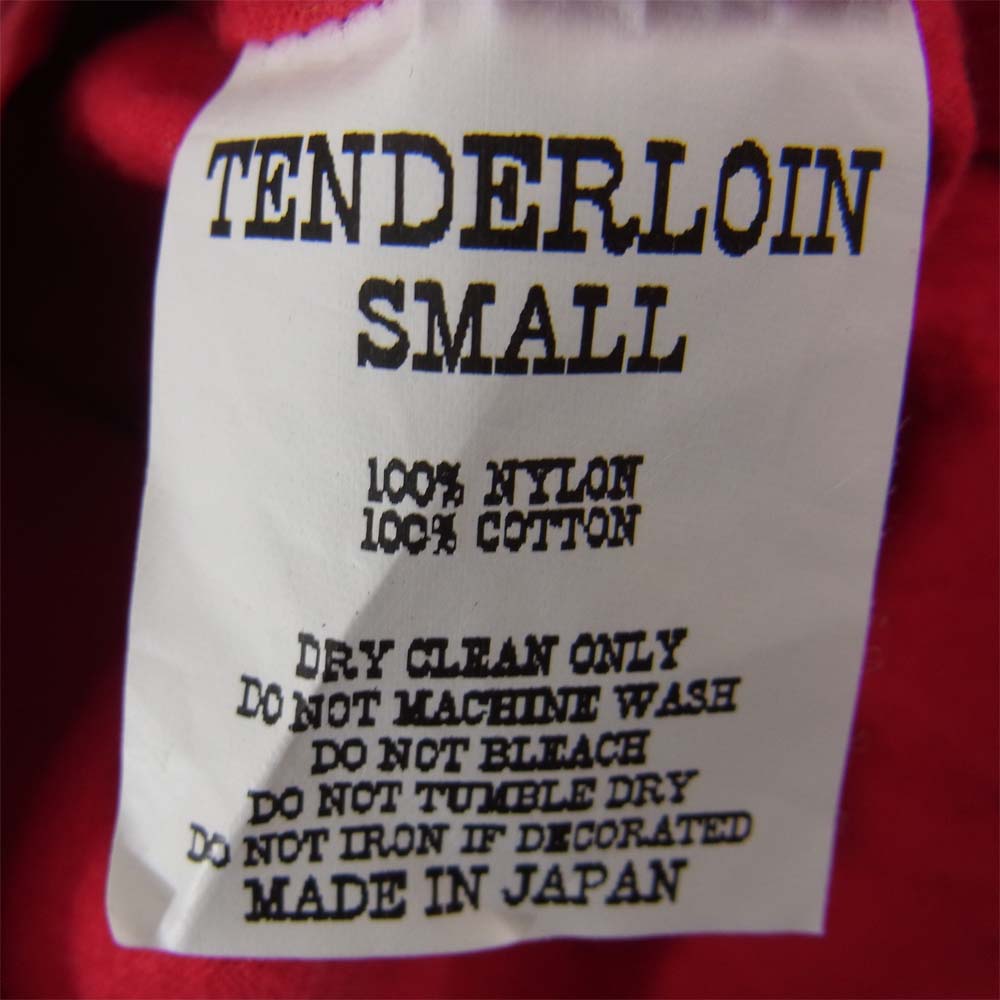 TENDERLOIN
SMALL
100% NYLON
100% COTTON
DRY CLEAN ONLY
DO NOT MACHINE WASH
DO NOT BLEACH
DO NOT TUMBLE DRY
DO NOT IRON IF DECORATED
MADE IN JAPAN